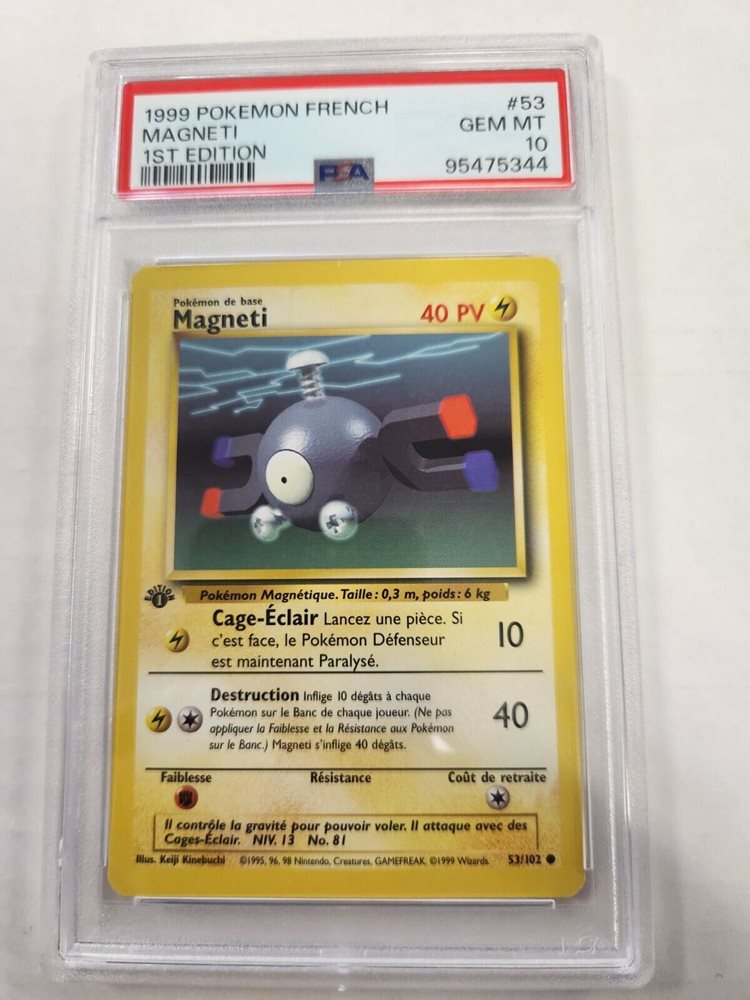 1999 POKEMON FRENCH #53
MAGNETI GEM MT
1ST EDITION 10
PSA 95475344
Pokémon de base
Magneti 40 PV
EDITION 1
Pokémon Magnétique. Taille : 0,3 m, poids : 6 kg
Cage-Éclair Lancez une pièce. Si
c'est face, le Pokémon Défenseur 10
est maintenant Paralysé.
Destruction Inflige 10 dégâts à chaque
Pokémon sur le Banc de chaque joueur. (Ne pas 40
appliquer la Faiblesse et la Résistance aux Pokémon
sur le Banc.) Magneti s'inflige 40 dégâts.
Faiblesse Résistance Coût de retraite
Il contrôle la gravité pour pouvoir voler. Il attaque avec des
Cages-Éclair. NIV. 13 No. 81
Illus. Keiji Kinebuchi ©1995, 96, 98 Nintendo, Creatures, GAMEFREAK. ©1999 Wizards. 53/102